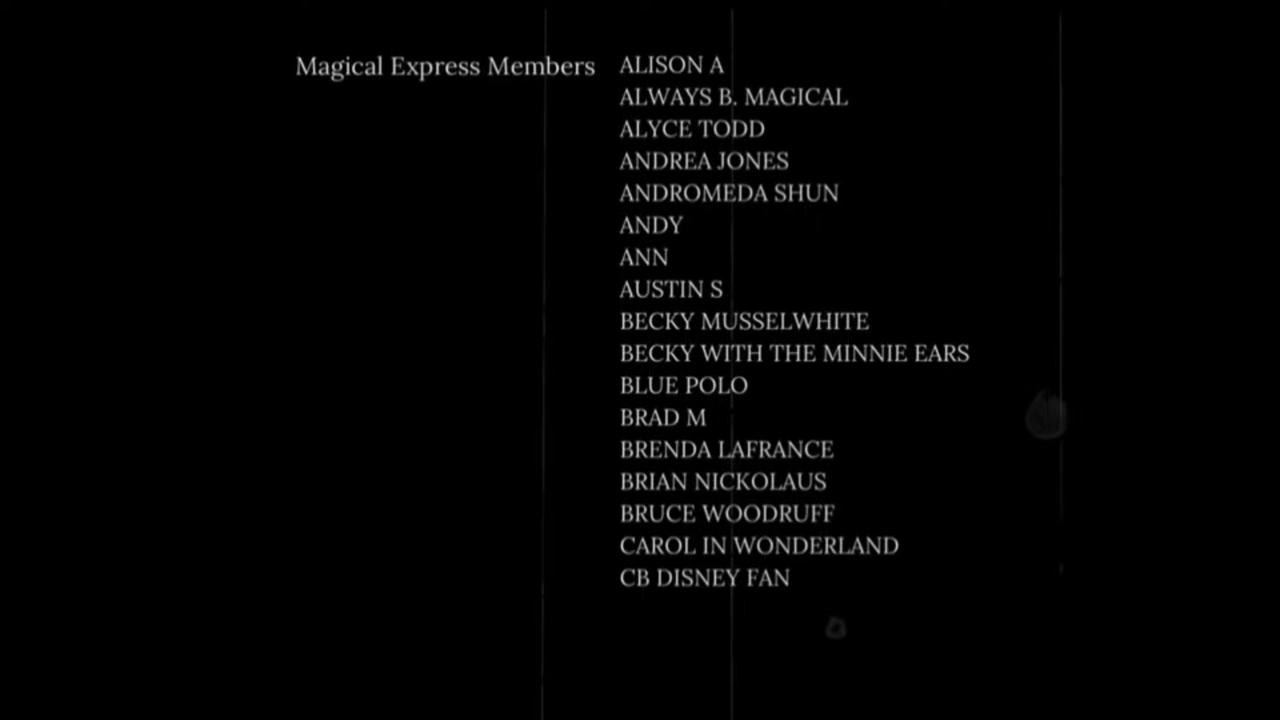 Magical Express Members ALISON A
ALWAYS B. MAGICAL
ALYCE TODD
ANDREA JONES
ANDROMEDA SHUN
ANDY
ANN
AUSTIN S
BECKY MUSSELWHITE
BECKY WITH THE MINNIE EARS
BLUE POLO
BRAD M
BRENDA LAFRANCE
BRIAN NICKOLAUS
BRUCE WOODRUFF
CAROL IN WONDERLAND
CB DISNEY FAN